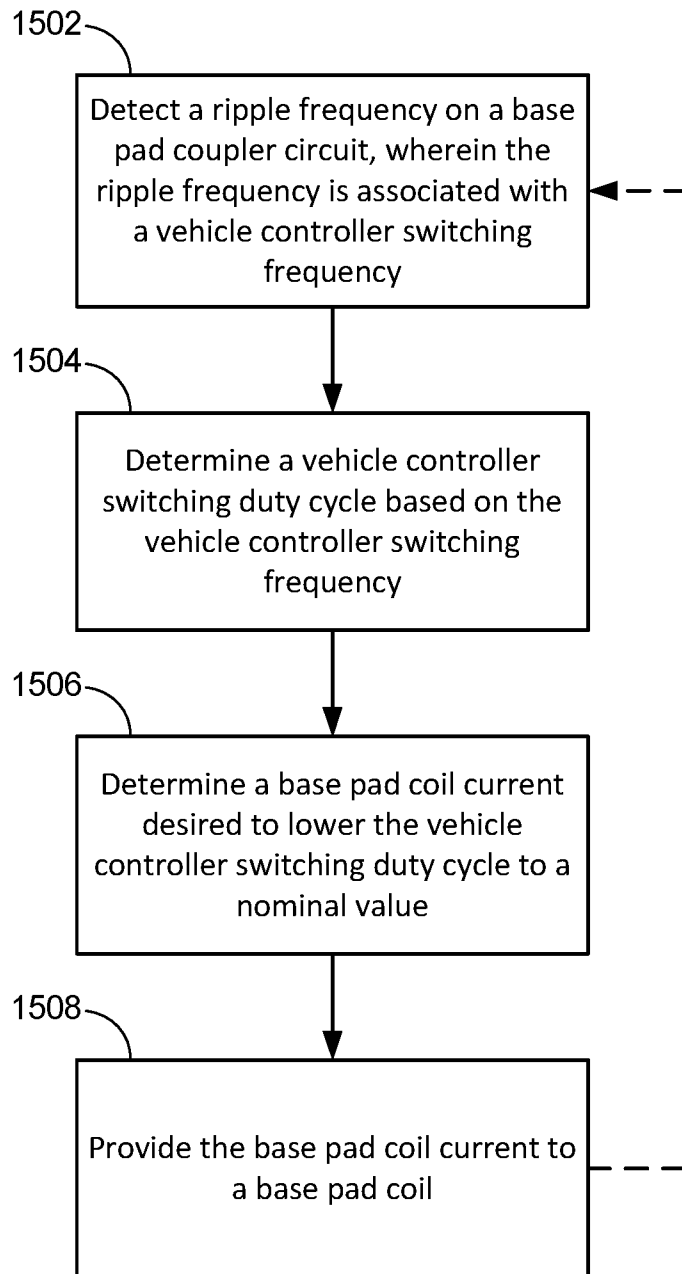 1502
Detect a ripple frequency on a base
pad coupler circuit, wherein the
ripple frequency is associated with
a vehicle controller switching
frequency
1504
Determine a vehicle controller
switching duty cycle based on the
vehicle controller switching
frequency
1506
Determine a base pad coil current
desired to lower the vehicle
controller switching duty cycle to a
nominal value
1508
Provide the base pad coil current to
a base pad coil